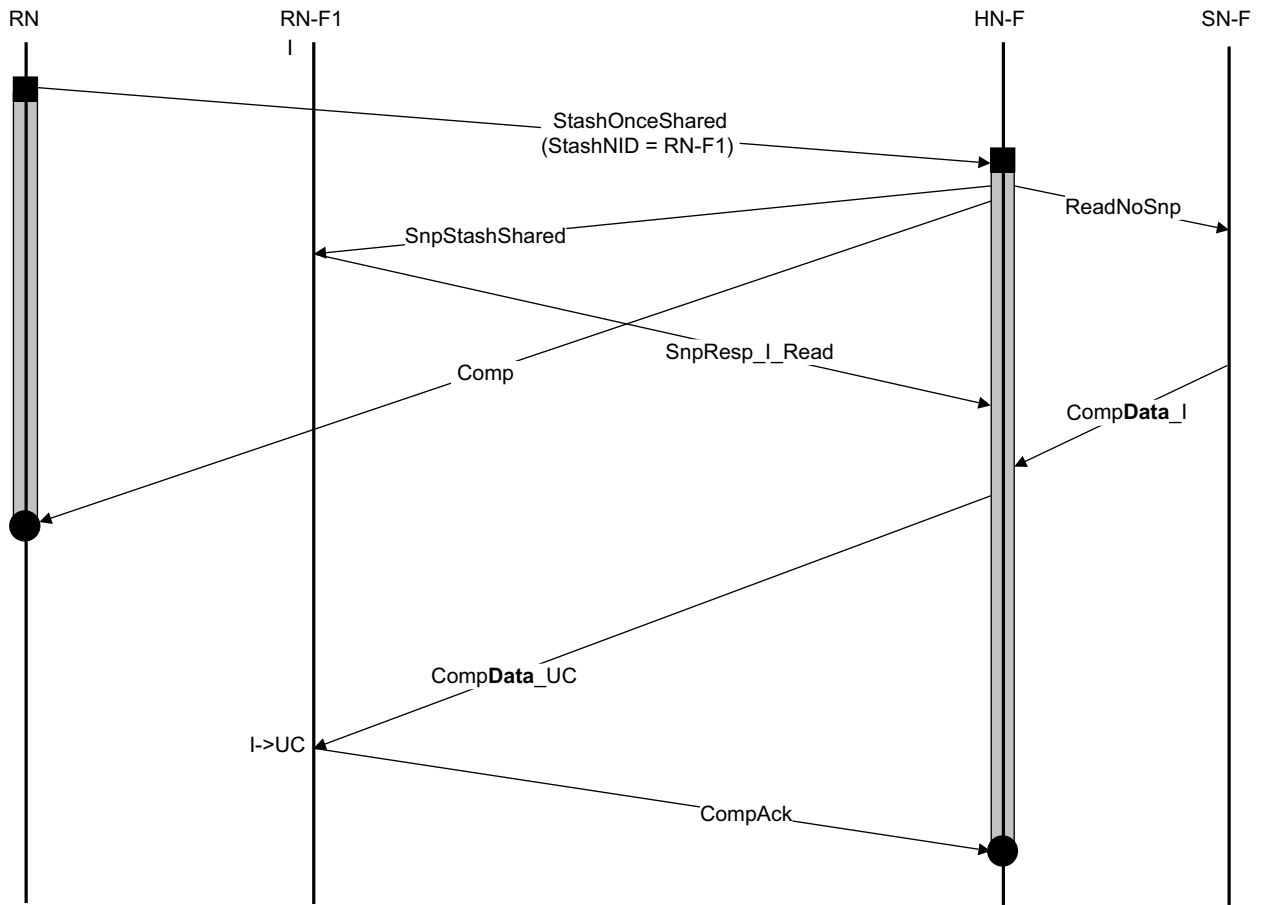 RN
RN-F1
HN-F
SN-F
I
StashOnceShared
(StashNID = RN-F1)
ReadNoSnp
SnpStashShared
SnpResp_I_Read
Comp
CompData_I
CompData_UC
I->UC
CompAck